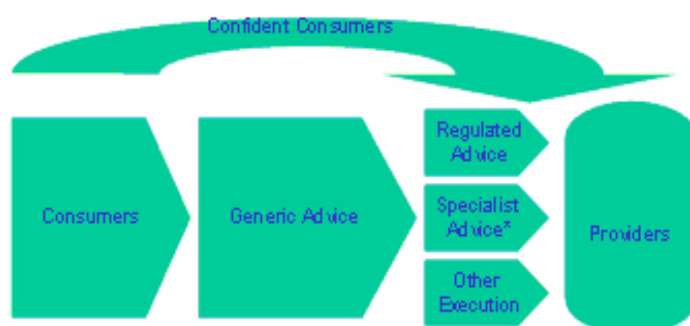 Confident Consumers
Consumers
Generic Advice
Regulated
Advice
Specialist
Advice*
Other
Execution
Providers